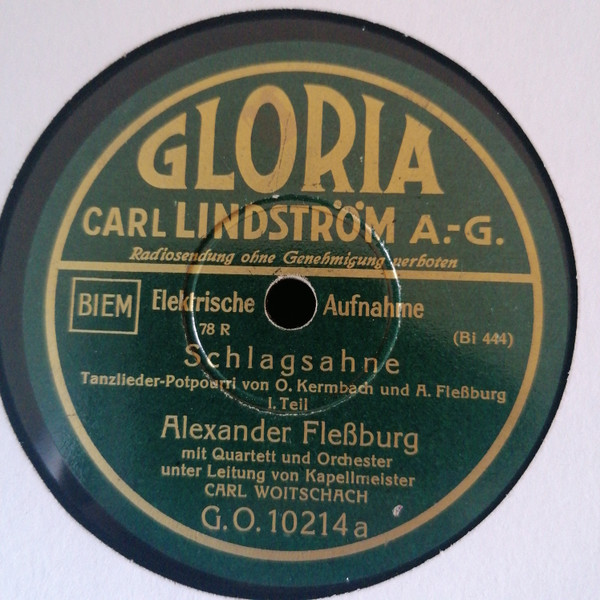 GLORIA
CARL LINDSTRÖM A.-G.
Radiosendung ohne Genehmigung verboten
BIEM Elektrische Aufnahme
78 R (Bi 444)
Schlagsahne
Tanzlieder-Potpourri von O. Kermbach und A. Fleßburg
I. Teil
Alexander Fleßburg
mit Quartett und Orchester
unter Leitung von Kapellmeister
CARL WOITSCHACH
G.O. 10214a